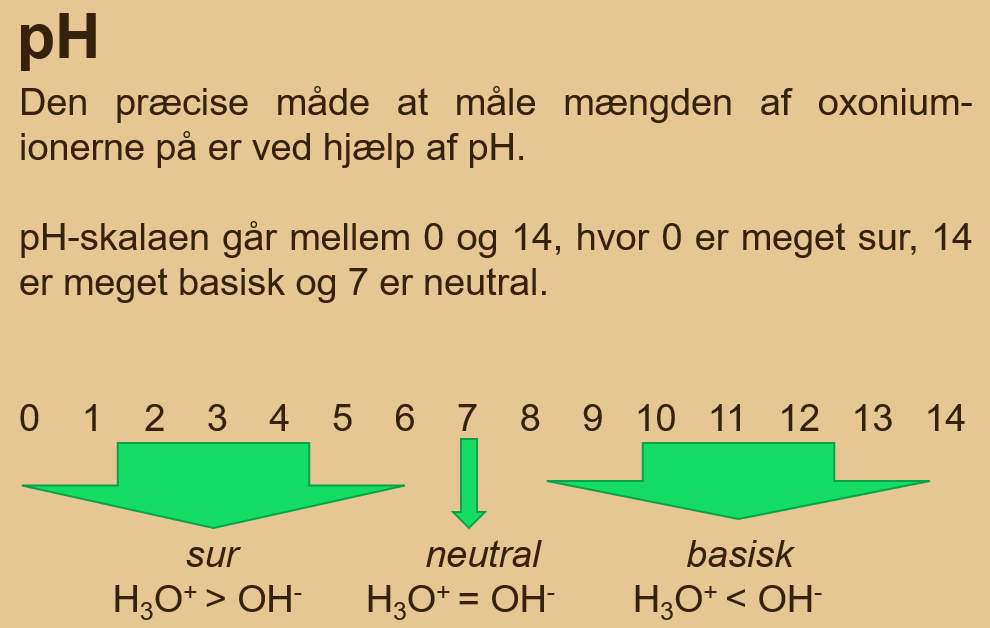 pH
Den præcise måde at måle mængden af oxonium-
ionerne på er ved hjælp af pH.
pH-skalaen går mellem 0 og 14, hvor 0 er meget sur, 14
er meget basisk og 7 er neutral.
0 1 2 3 4 5 6 7 8 9 10 11 12 13 14
sur neutral basisk
H₃O⁺ > OH⁻ H₃O⁺ = OH⁻ H₃O⁺ < OH⁻